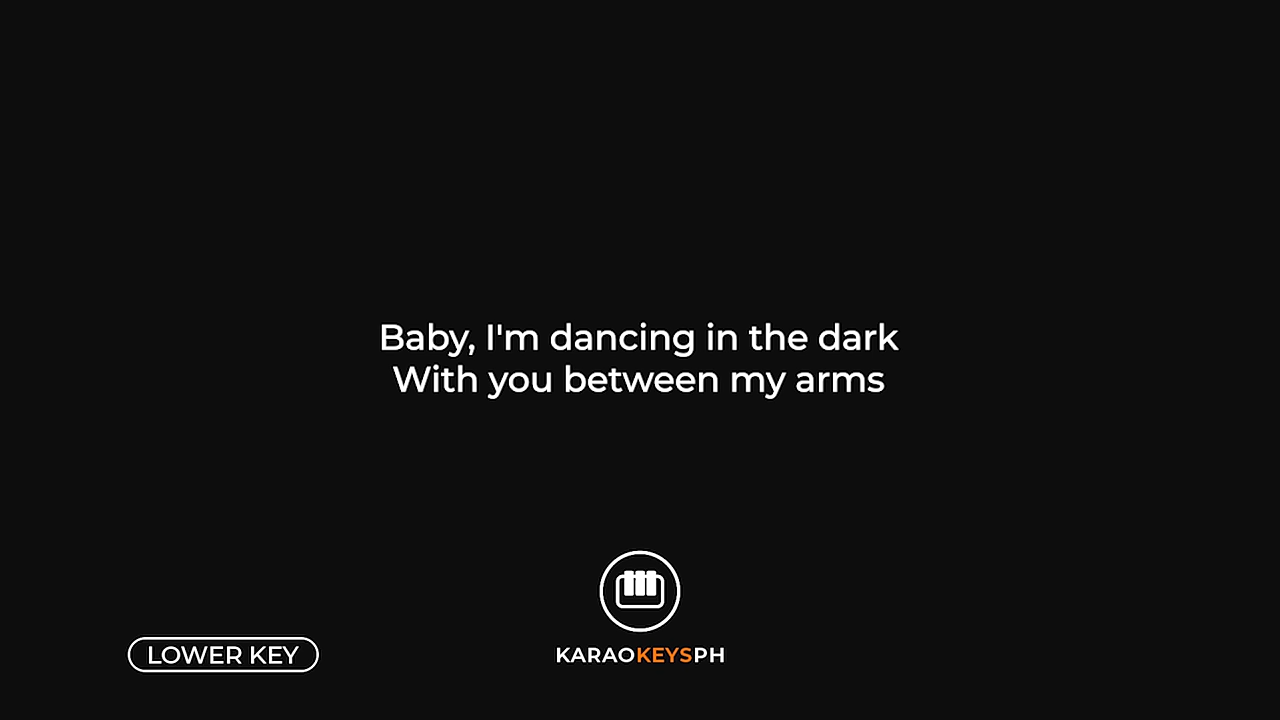 Baby, I'm dancing in the dark
With you between my arms
LOWER KEY
KARAOKEYSPH